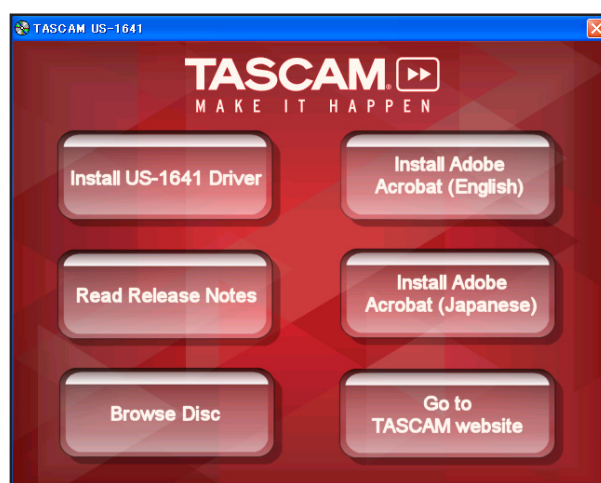 TASCAM US-1641
TASCAM
MAKE IT HAPPEN
Install US-1641 Driver
Install Adobe
Acrobat (English)
Read Release Notes
Install Adobe
Acrobat (Japanese)
Browse Disc
Go to
TASCAM website